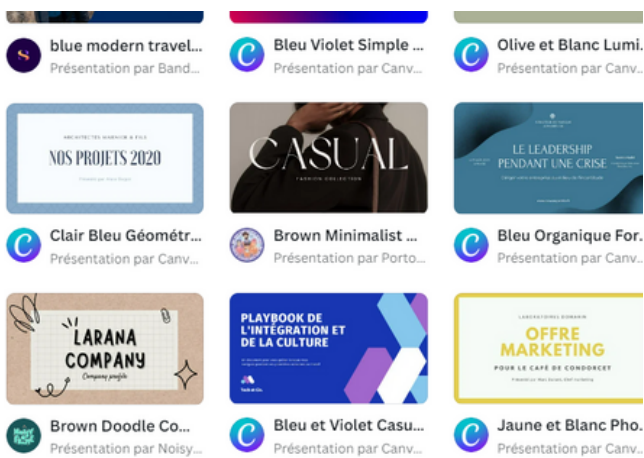 blue modern travel...
Présentation par Band...
Bleu Violet Simple ...
Présentation par Canv...
Olive et Blanc Lumi.
Présentation par Canv..
ARCHITECTES WARNIER & FILS
NOS PROJETS 2020
CASUAL
FASHION COLLECTION
LE LEADERSHIP
PENDANT UNE CRISE
Clair Bleu Géométr...
Présentation par Canv...
Brown Minimalist ...
Présentation par Porto...
Bleu Organique For.
Présentation par Canv..
LARANA
COMPANY
Company profile
PLAYBOOK DE
L'INTÉGRATION ET
DE LA CULTURE
OFFRE
MARKETING
POUR LE CAFÉ DE CONDORCET
Brown Doodle Co...
Présentation par Noisy...
Bleu et Violet Casu...
Présentation par Canv...
Jaune et Blanc Pho.
Présentation par Canv..